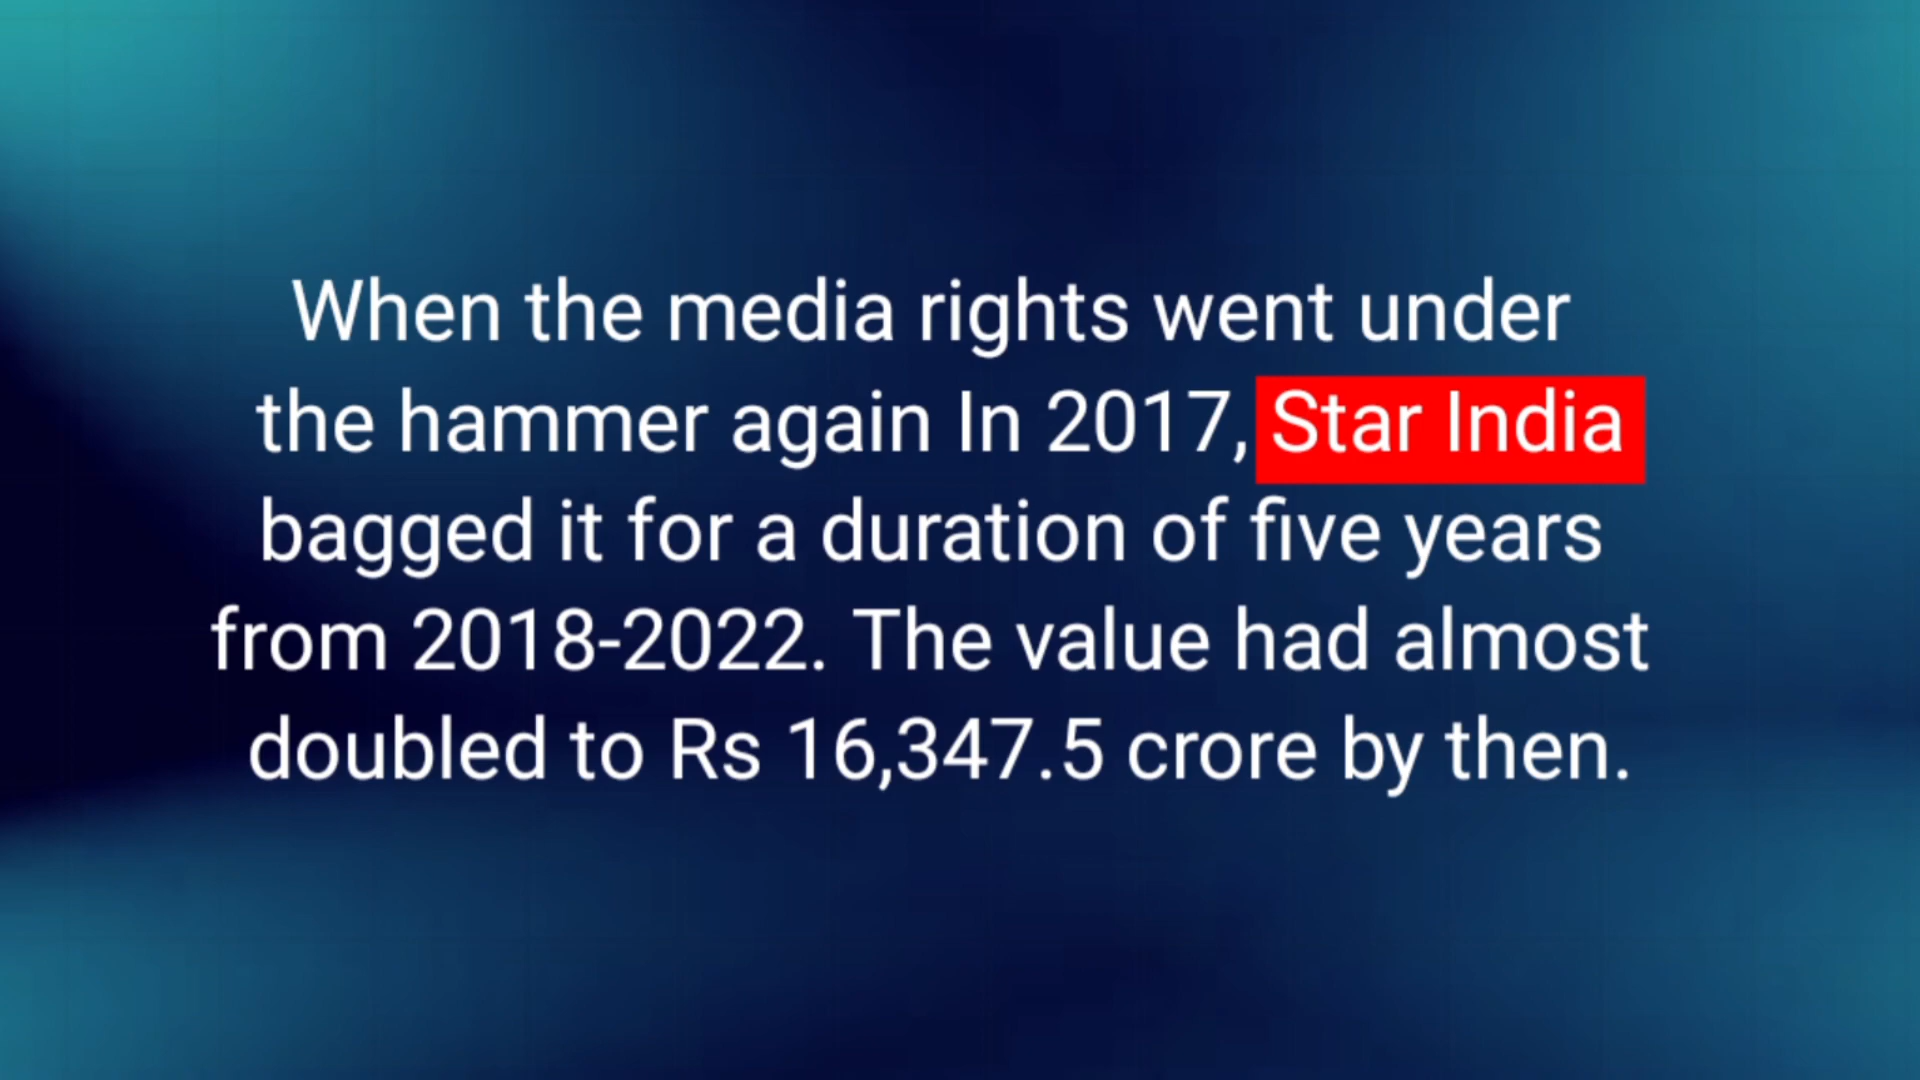 When the media rights went under
the hammer again In 2017, Star India
bagged it for a duration of five years
from 2018-2022. The value had almost
doubled to Rs 16,347.5 crore by then.